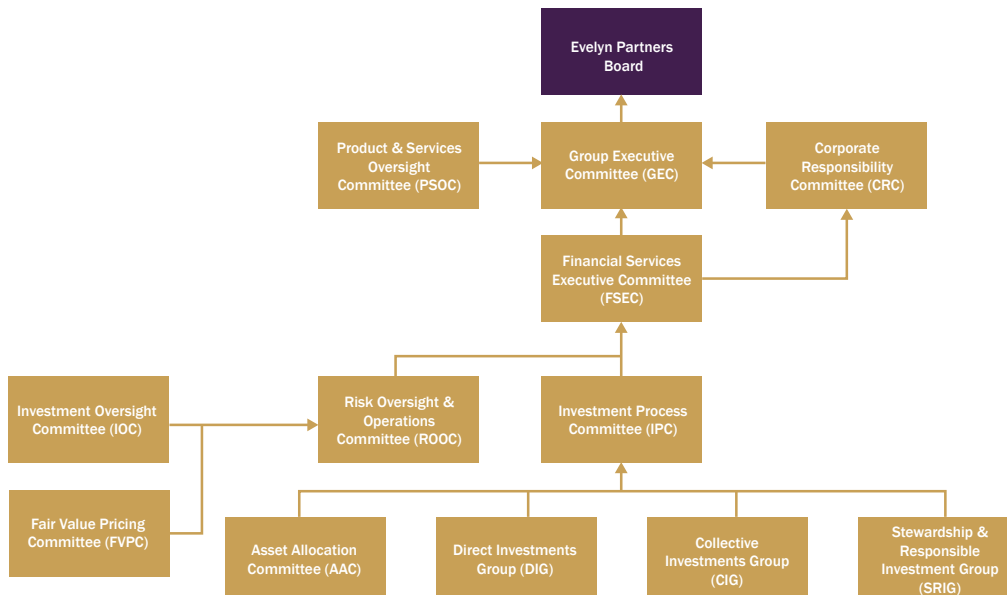 Evelyn Partners
Board
Product & Services
Oversight
Committee (PSOC)
Group Executive
Committee (GEC)
Corporate
Responsibility
Committee (CRC)
Financial Services
Executive Committee
(FSEC)
Investment Oversight
Committee (IOC)
Risk Oversight &
Operations
Committee (ROOC)
Investment Process
Committee (IPC)
Fair Value Pricing
Committee (FVPC)
Asset Allocation
Committee (AAC)
Direct Investments
Group (DIG)
Collective
Investments Group
(CIG)
Stewardship &
Responsible
Investment Group
(SRIG)